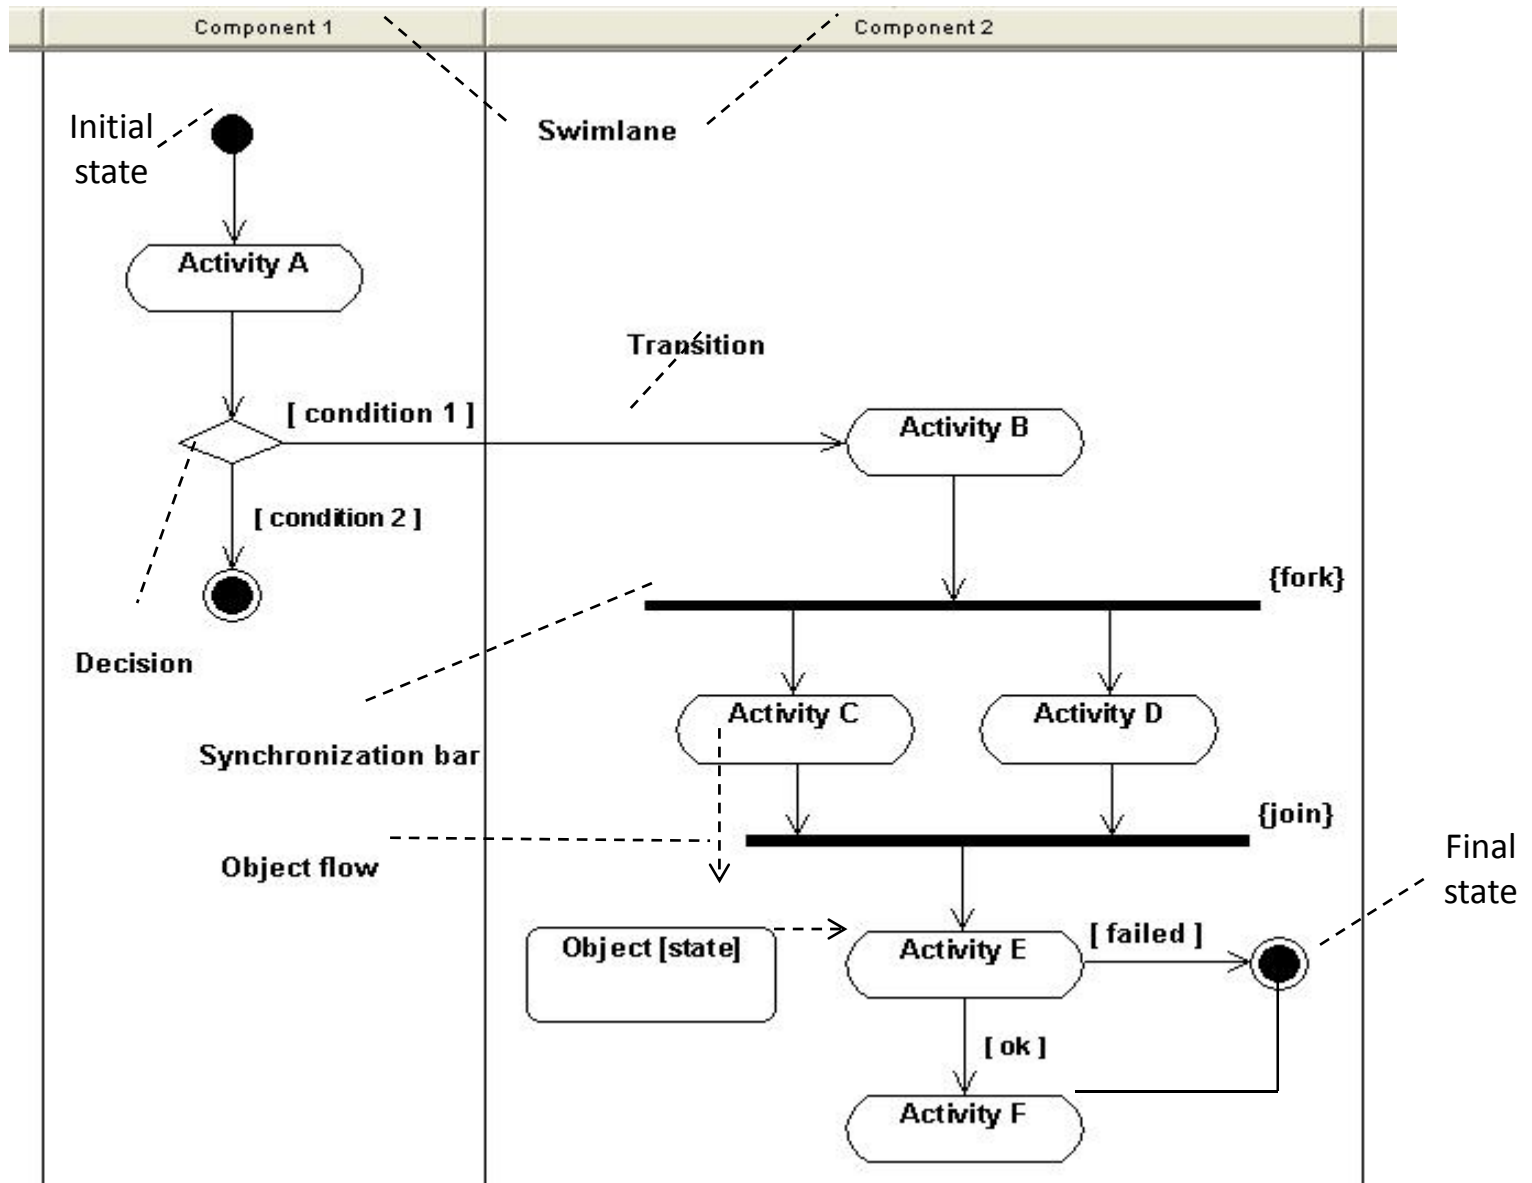 Component 1
Component 2
Initial
state
Swimlane
Activity A
Transition
[ condition 1 ]
Activity B
[ condition 2 ]
{fork}
Decision
Activity C
Activity D
Synchronization bar
{join}
Object flow
Final
state
Object [state]
Activity E
[ failed ]
[ ok ]
Activity F